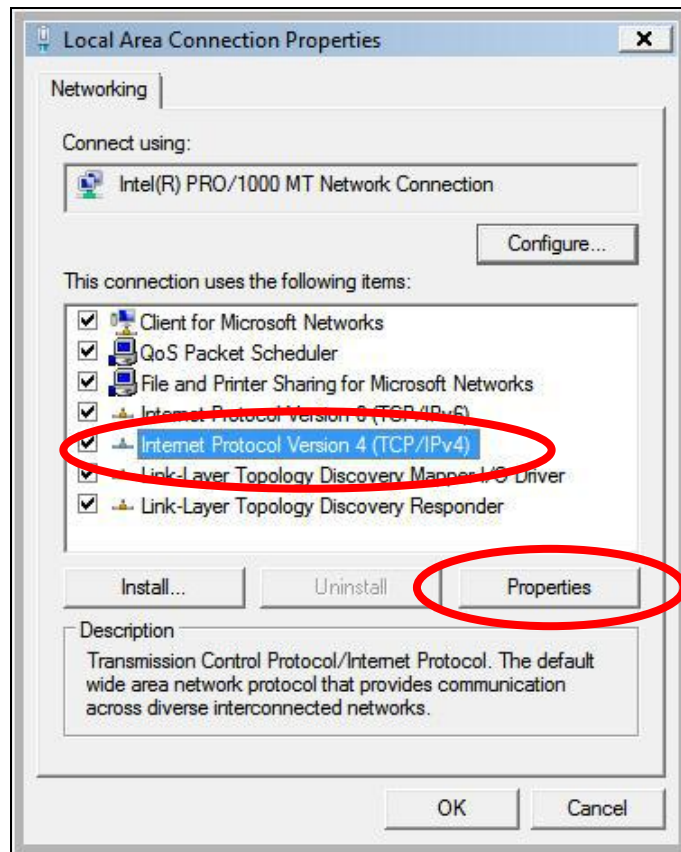 Local Area Connection Properties
Networking
Connect using:
Intel(R) PRO/1000 MT Network Connection
Configure...
This connection uses the following items:
Client for Microsoft Networks
QoS Packet Scheduler
File and Printer Sharing for Microsoft Networks
Internet Protocol Version 6 (TCP/IPv6)
Internet Protocol Version 4 (TCP/IPv4)
Link-Layer Topology Discovery Mapper I/O Driver
Link-Layer Topology Discovery Responder
Install...
Uninstall
Properties
Description
Transmission Control Protocol/Internet Protocol. The default
wide area network protocol that provides communication
across diverse interconnected networks.
OK
Cancel